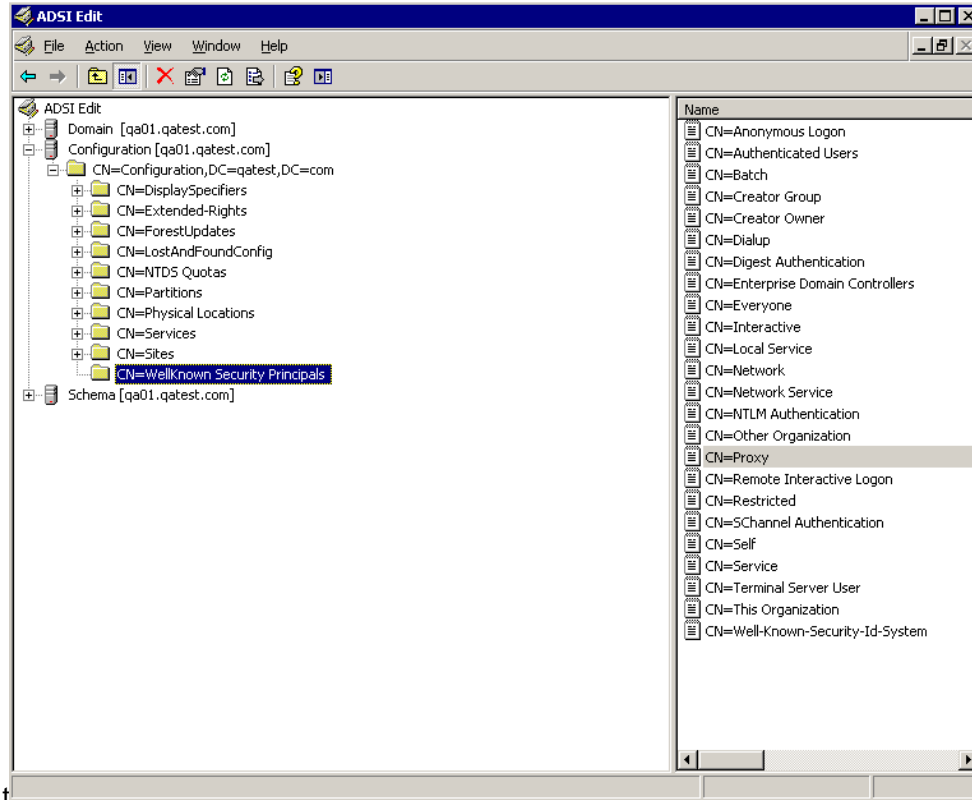 ADSI Edit
File Action View Window Help
ADSI Edit
Domain [qa01.qatest.com]
Configuration [qa01.qatest.com]
CN=Configuration,DC=qatest,DC=com
CN=DisplaySpecifiers
CN=Extended-Rights
CN=ForestUpdates
CN=LostAndFoundConfig
CN=NTDS Quotas
CN=Partitions
CN=Physical Locations
CN=Services
CN=Sites
CN=WellKnown Security Principals
Schema [qa01.qatest.com]
Name
CN=Anonymous Logon
CN=Authenticated Users
CN=Batch
CN=Creator Group
CN=Creator Owner
CN=Dialup
CN=Digest Authentication
CN=Enterprise Domain Controllers
CN=Everyone
CN=Interactive
CN=Local Service
CN=Network
CN=Network Service
CN=NTLM Authentication
CN=Other Organization
CN=Proxy
CN=Remote Interactive Logon
CN=Restricted
CN=SChannel Authentication
CN=Self
CN=Service
CN=Terminal Server User
CN=This Organization
CN=Well-Known-Security-Id-System
t